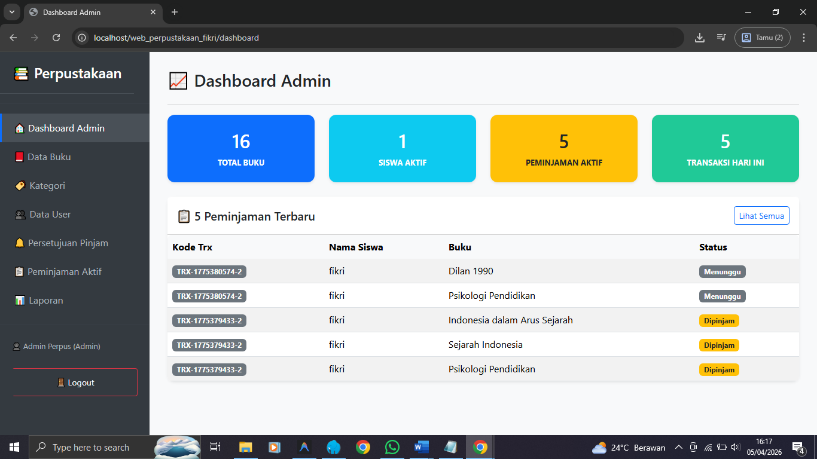 Dashboard Admin
localhost/web_perpustakaan_fikri/dashboard
Tamu (2)
Perpustakaan
Dashboard Admin
Data Buku
Kategori
Data User
Persetujuan Pinjam
Peminjaman Aktif
Laporan
Admin Perpus (Admin)
Logout
Dashboard Admin
16
TOTAL BUKU
1
SISWA AKTIF
5
PEMINJAMAN AKTIF
5
TRANSAKSI HARI INI
5 Peminjaman Terbaru
Lihat Semua
Kode Trx Nama Siswa Buku Status
TRX-1775380574-2 fikri Dilan 1990 Menunggu
TRX-1775380574-2 fikri Psikologi Pendidikan Menunggu
TRX-1775379433-2 fikri Indonesia dalam Arus Sejarah Dipinjam
TRX-1775379433-2 fikri Sejarah Indonesia Dipinjam
TRX-1775379433-2 fikri Psikologi Pendidikan Dipinjam
Type here to search
24°C Berawan
16:17
05/04/2026
4